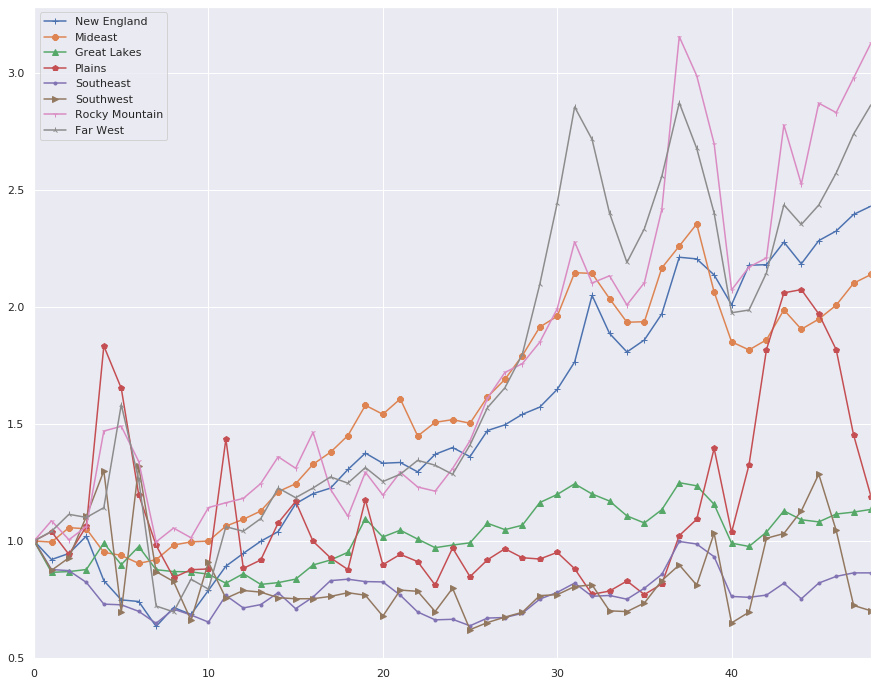 New England
Mideast
Great Lakes
Plains
Southeast
Southwest
Rocky Mountain
Far West
3.0
2.5
2.0
1.5
1.0
0.5
0 10 20 30 40